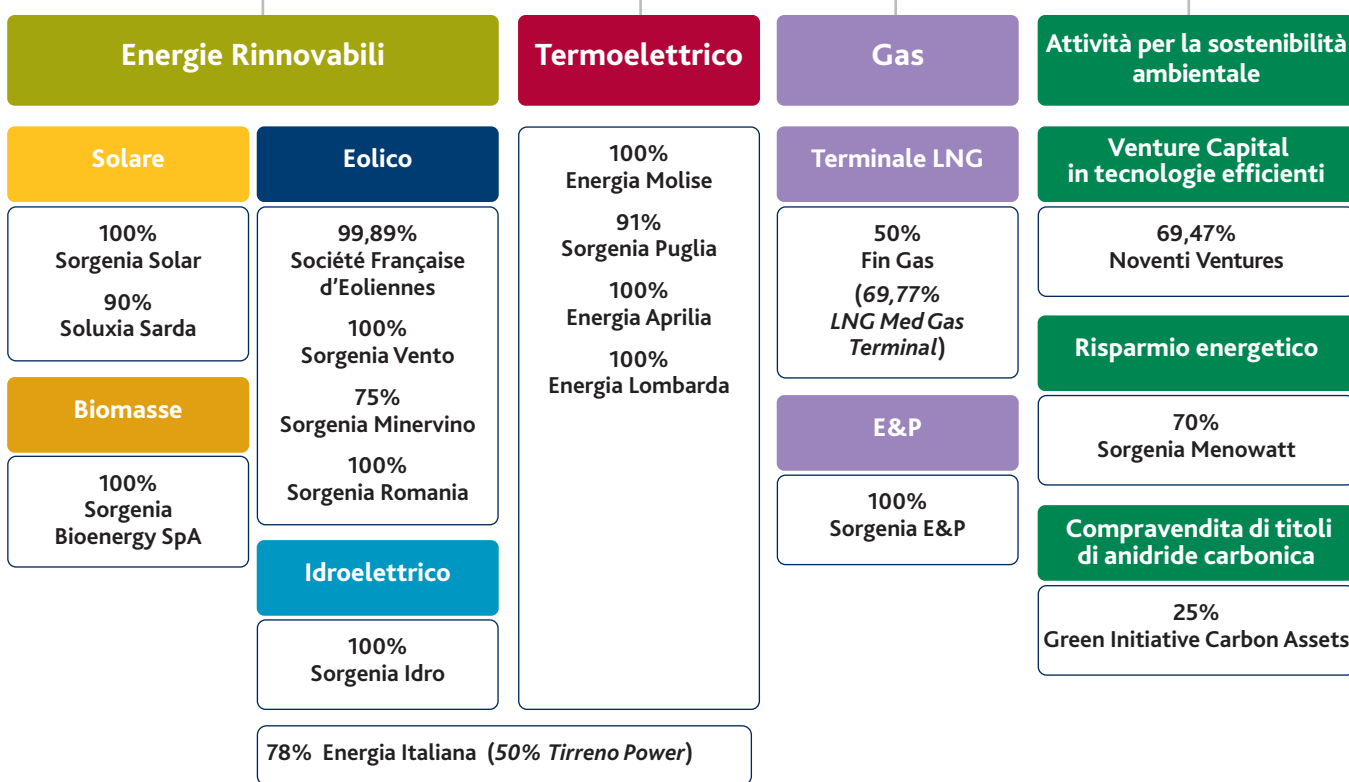 Energie Rinnovabili
Solare
100%
Sorgenia Solar
90%
Soluxia Sarda
Biomasse
100%
Sorgenia
Bioenergy SpA
Eolico
99,89%
Société Française
d'Eoliennes
100%
Sorgenia Vento
75%
Sorgenia Minervino
100%
Sorgenia Romania
Idroelettrico
100%
Sorgenia Idro
Termoelettrico
100%
Energia Molise
91%
Sorgenia Puglia
100%
Energia Aprilia
100%
Energia Lombarda
78% Energia Italiana (50% Tirreno Power)
Gas
Terminale LNG
50%
Fin Gas
(69,77%
LNG Med Gas
Terminal)
E&P
100%
Sorgenia E&P
Attività per la sostenibilità
ambientale
Venture Capital
in tecnologie efficienti
69,47%
Noventi Ventures
Risparmio energetico
70%
Sorgenia Menowatt
Compravendita di titoli
di anidride carbonica
25%
Green Initiative Carbon Assets